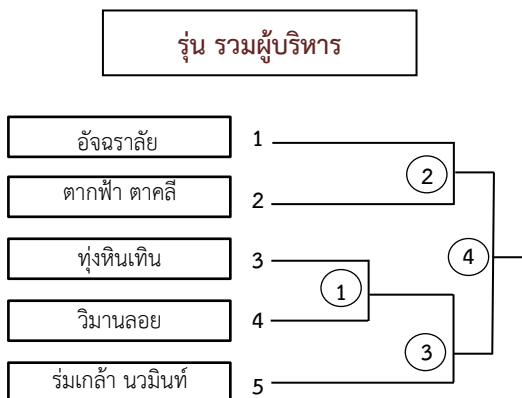 รุ่น รวมผู้บริหาร
อัจฉราลัย 1
ตากฟ้า ตาคลี 2
2
ทุ่งหินเทิน 3
4
1
วิมานลอย 4
3
ร่มเกล้า นวมินท์ 5